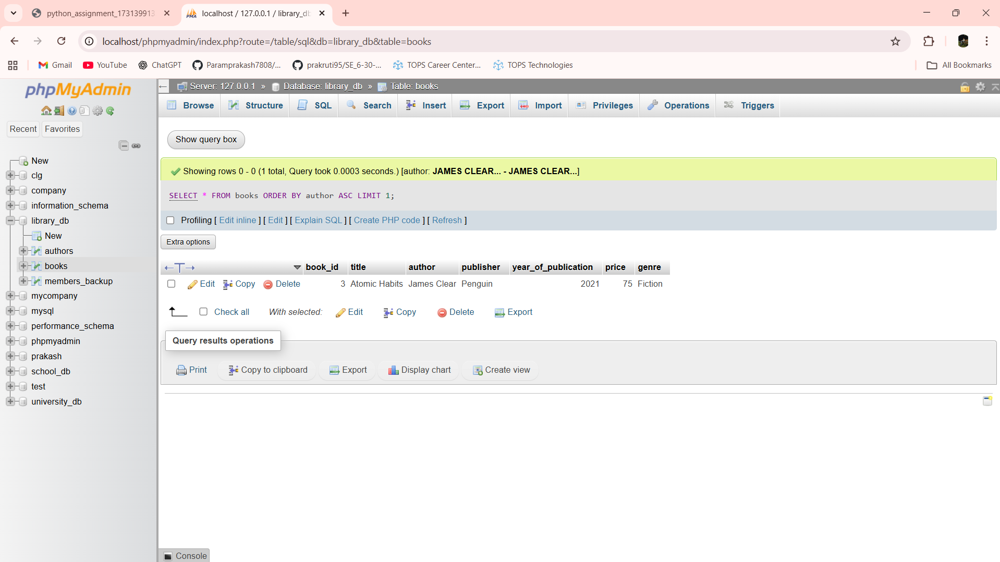 python_assignment_173139913
localhost / 127.0.0.1 / library_db
localhost/phpmyadmin/index.php?route=/table/sql&db=library_db&table=books
Gmail
YouTube
ChatGPT
Paramprakash7808/...
prakruti95/SE_6-30-...
TOPS Career Center...
TOPS Technologies
All Bookmarks
phpMyAdmin
Recent
Favorites
New
clg
company
information_schema
library_db
New
authors
books
members_backup
mycompany
mysql
performance_schema
phpmyadmin
prakash
school_db
test
university_db
Server: 127.0.0.1 » Database: library_db » Table: books
Browse
Structure
SQL
Search
Insert
Export
Import
Privileges
Operations
Triggers
Show query box
Showing rows 0 - 0 (1 total, Query took 0.0003 seconds.) [author: JAMES CLEAR... - JAMES CLEAR...]
SELECT * FROM books ORDER BY author ASC LIMIT 1;
Profiling [ Edit inline ] [ Edit ] [ Explain SQL ] [ Create PHP code ] [ Refresh ]
Extra options
book_id title author publisher year_of_publication price genre
Edit Copy Delete 3 Atomic Habits James Clear Penguin 2021 75 Fiction
Check all With selected: Edit Copy Delete Export
Query results operations
Print Copy to clipboard Export Display chart Create view
Console